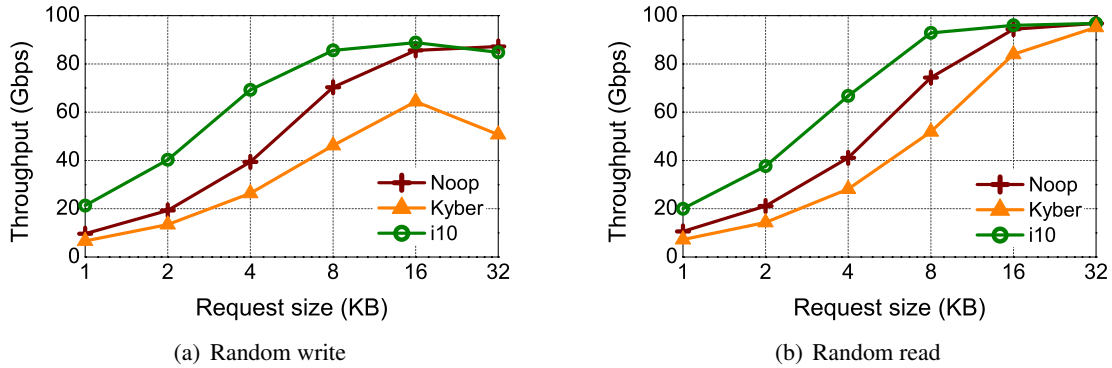 Throughput (Gbps)
100
80
60
40
20
0
Noop
Kyber
i10
1 2 4 8 16 32
Request size (KB)
(a) Random write
Throughput (Gbps)
100
80
60
40
20
0
Noop
Kyber
i10
1 2 4 8 16 32
Request size (KB)
(b) Random read